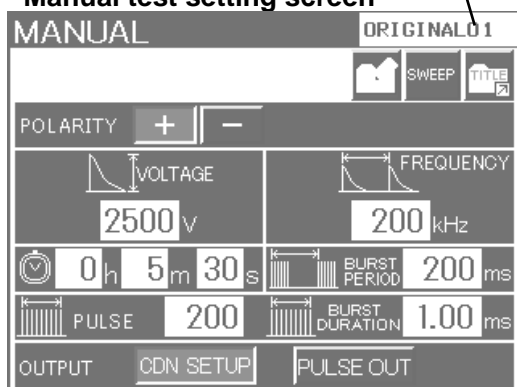 Manual test setting screen
MANUAL ORIGINAL01
SWEEP TITLE
POLARITY + −
VOLTAGE FREQUENCY
2500 V 200 kHz
0 h 5 m 30 s BURST PERIOD 200 ms
PULSE 200 BURST DURATION 1.00 ms
OUTPUT CDN SETUP PULSE OUT